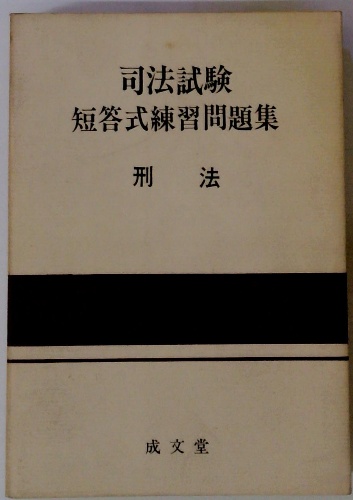 司法試験
短答式練習問題集
刑 法
成文堂